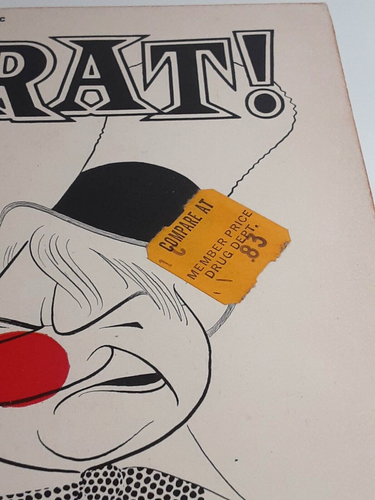 RAT!
COMPARE AT
MEMBER PRICE
DRUG DEPT.
.83